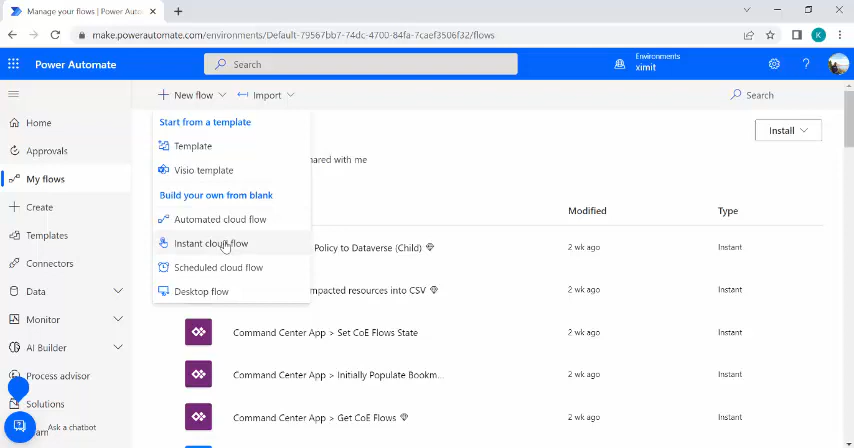 Manage your flows | Power Auto
make.powerautomate.com/environments/Default-79567bb7-74dc-4700-84fa-7caef3506f32/flows
K
Power Automate
Search
Environments
ximit
?
New flow
Import
Search
Start from a template
Template
Visio template
Build your own from blank
Automated cloud flow
Instant cloud flow
Scheduled cloud flow
Desktop flow
Home
Approvals
My flows
Create
Templates
Connectors
Data
Monitor
AI Builder
Process advisor
Solutions
Ask a chatbot
Install
hared with me
Modified
Type
Policy to Dataverse (Child)
2 wk ago
Instant
mpacted resources into CSV
2 wk ago
Instant
Command Center App > Set CoE Flows State
2 wk ago
Instant
Command Center App > Initially Populate Bookm...
2 wk ago
Instant
Command Center App > Get CoE Flows
2 wk ago
Instant